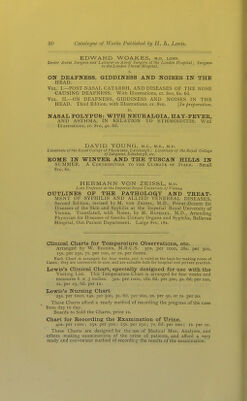 30 Catalogue of Works Published by H. K. Lewis.
EDWARD WOAKES, M.D. LOND.
Senior Aural Surgeon and Lecturer on Aural Surgery at the London Hospital; Surgeon
to the London Throat Hospital.
I.
ON DEAFNESS, GIDDINESS AND NOISES IN THE
HEAD.
VOL. I.—POST-NASAL CATARRH, AND DISEASES OF THE NOSE
CAUSING DEAFNESS. With Illustrations, cr. 8vo, 6s. 6d.
VOL. II.—ON DEAFNESS, GIDDINESS AND NOISES IN THE
HEAD. Third Edition, with Illustrations, cr. 8vo. [In preparation.
II.
NASAL POLYPUS: WITH NEURALGIA, HAY-FEVER,
AND ASTHMA, IN RELATION TO ETHMOIDITIS. With
Illustrations, cr. 8vo, 4s. 6d.
DAVID YOUNG, M.C., M.B., M.D.
Licentiate of the Royal College of Physicians, Edinburgh; Licentiate of the Royal College
of Surgeons, Edinburgh, etc.
ROME IN WINTER AND THE TUSCAN HILLS IN
SUMMER. A CONTRIBUTION TO THE CLIMATE OF ITALY. Small
8vo, 6s.
HERMANN VON ZEISSL, M.D.
Late Professor at the Imperial Royal University of Vienna.
OUTLINES OF THE PATHOLOGY AND TREAT-
MENT OF SYPHILIS AND ALLIED VENEREAL DISEASES.
Second Edition, revised by M. VON ZEISSL, M.D., Privat-Docent for
Diseases of the Skin and Syphilis at the Imperial Royal University of
Vienna. Translated, with Notes, by H. RAPHAEL, M.D., Attending
Physician for Diseases of Genito-Urinary Organs and Syphilis, Bellevue
Hospital, Out-Patient Department. Large 8vo, 18s.
Clinical Charts for Temperature Observations, etc.
Arranged by W. RIGDEN, M.R.C.S. 50s. per 1000, 28s. per 500,
15s. per 250, 7s. per 100, or 1s. per dozen.
Each Chart is arranged for four weeks, and is ruled at the back for making notes of
Cases; they are convenient in size, and are suitable both for hospital and private practice.
Lewis's Clinical Chart, specially designed for use with the
Visiting List. This Temperature Chart is arranged for four weeks and
measures 6 × 3 inches. 30s. per 1000, 16s. 6d. per 500, 3s. 6d. per 100,
1s. per 25, 6d. per 12.
Lewis's Nursing Chart
25s. per 1000, 14s. per 500, 3s. 6d. per 100, 2s. per 50, or 1s. per 20.
These Charts afford a ready method of recording the progress of the case
from day to day.
Boards to hold the Charts, price 1s.
Chart for Recording the Examination of Urine.
40s. per 1000; 25s. per 500; 15s. per 250; 7s. 6d. per 100; 1s. per 10.
These Charts are designed for the use of Medical Men, Analysts, and
others making examinations of the urine of patients, and afford a very
ready and convenient method of recording the results of the examination.